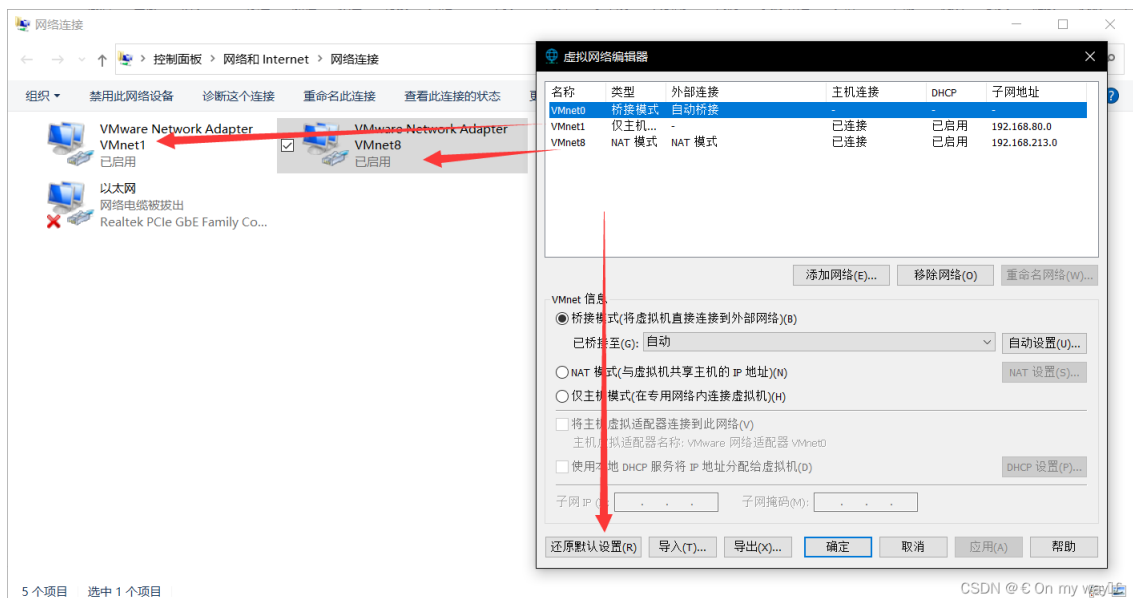 网络连接
控制面板 > 网络和 Internet > 网络连接
组织 禁用此网络设备 诊断这个连接 重命名此连接 查看此连接的状态
VMware Network Adapter
VMnet1
已启用
VMware Network Adapter
VMnet8
已启用
以太网
网络电缆被拔出
Realtek PCIe GbE Family Co...
虚拟网络编辑器
名称 类型 外部连接 主机连接 DHCP 子网地址
VMnet0 桥接模式 自动桥接 - - -
VMnet1 仅主机... - 已连接 已启用 192.168.80.0
VMnet8 NAT 模式 NAT 模式 已连接 已启用 192.168.213.0
添加网络(E)... 移除网络(O) 重命名网络(W)...
VMnet 信息
桥接模式(将虚拟机直接连接到外部网络)(B)
已桥接至(G): 自动 自动设置(U)...
NAT 模式(与虚拟机共享主机的 IP 地址)(N) NAT 设置(S)...
仅主机模式(在专用网络内连接虚拟机)(H)
将主机虚拟适配器连接到此网络(V)
主机虚拟适配器名称: VMware 网络适配器 VMnet0
使用本地 DHCP 服务将 IP 地址分配给虚拟机(D) DHCP 设置(P)...
子网 IP 子网掩码(M):
还原默认设置(R) 导入(T)... 导出(X)... 确定 取消 应用(A) 帮助
5 个项目 选中 1 个项目
CSDN @€ On my way